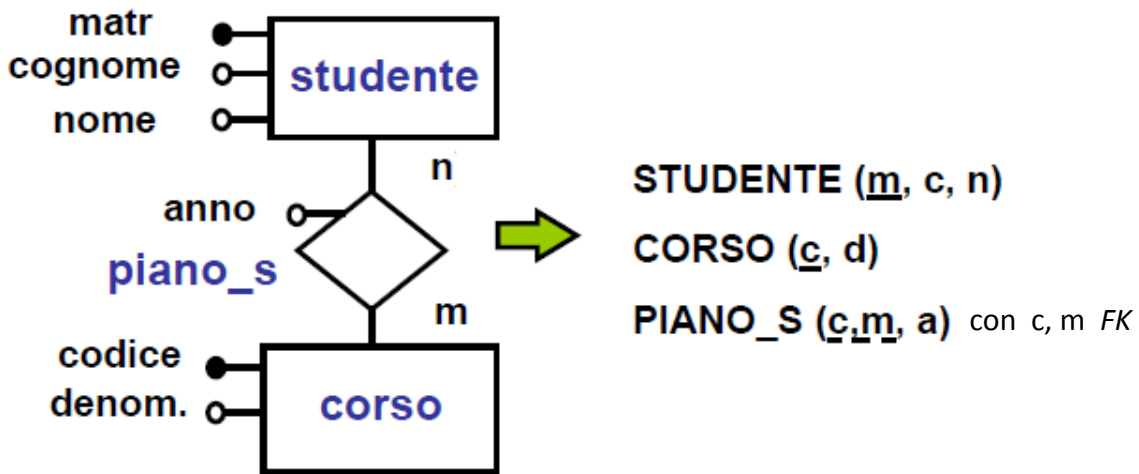 matr
cognome
nome
studente
n
anno
piano_s
m
codice
denom.
corso
STUDENTE (m, c, n)
CORSO (c, d)
PIANO_S (c,m, a) con c, m FK